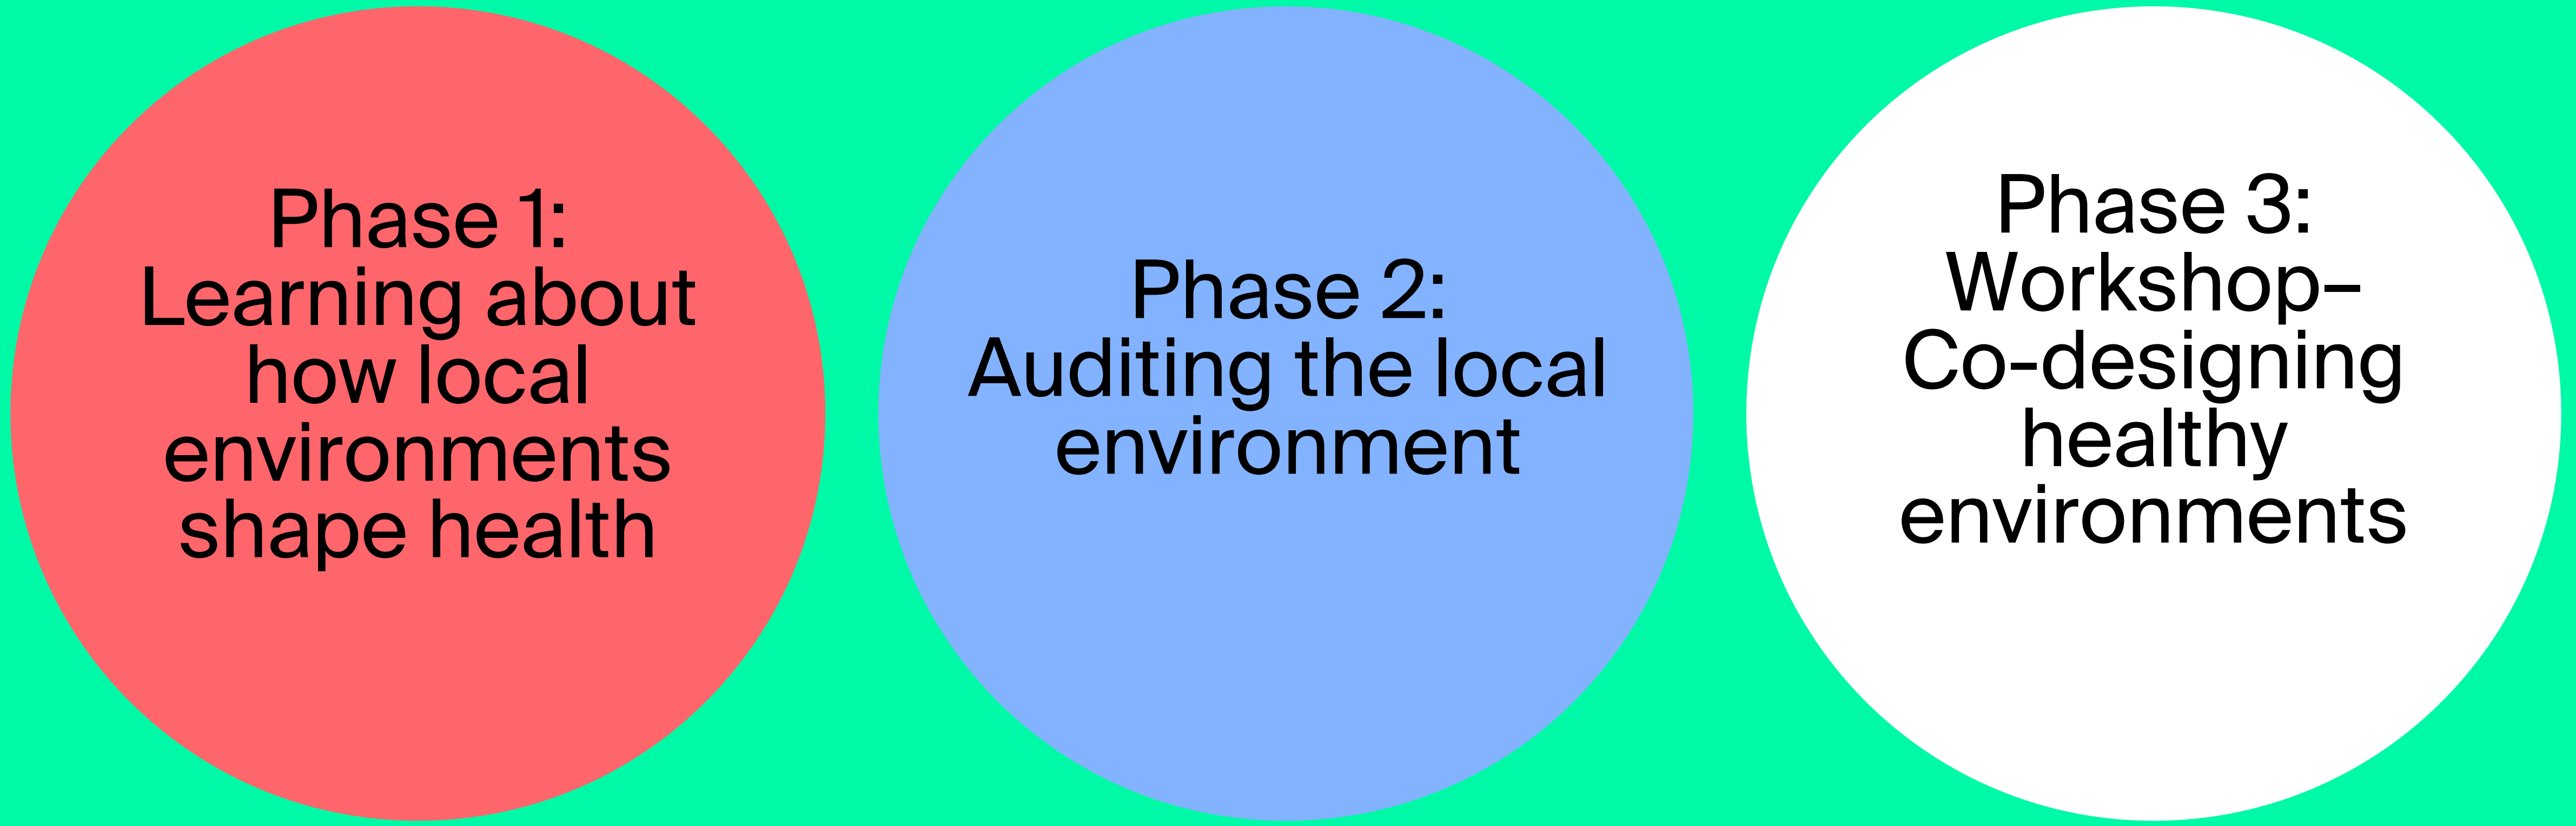 Phase 1:
Learning about
how local
environments
shape health
Phase 2:
Auditing the local
environment
Phase 3:
Workshop–
Co-designing
healthy
environments